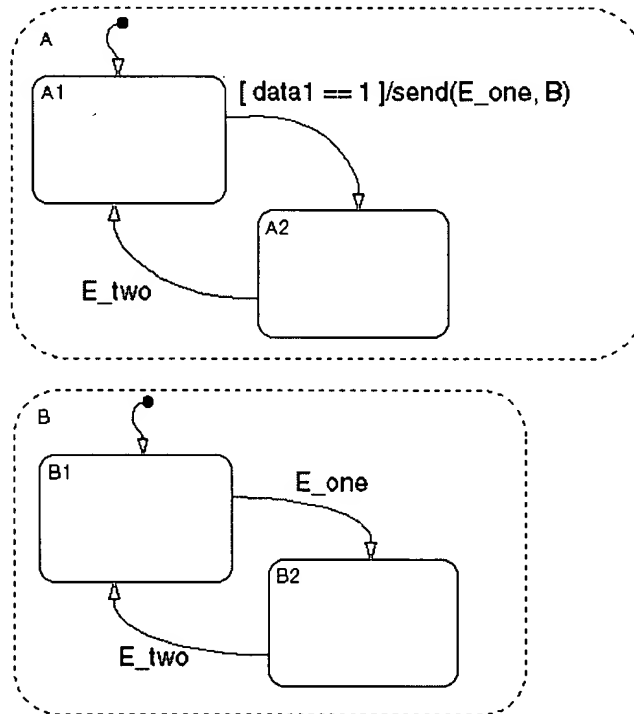 A
A1
[ data1 == 1 ]/send(E_one, B)
A2
E_two
B
B1
E_one
B2
E_two